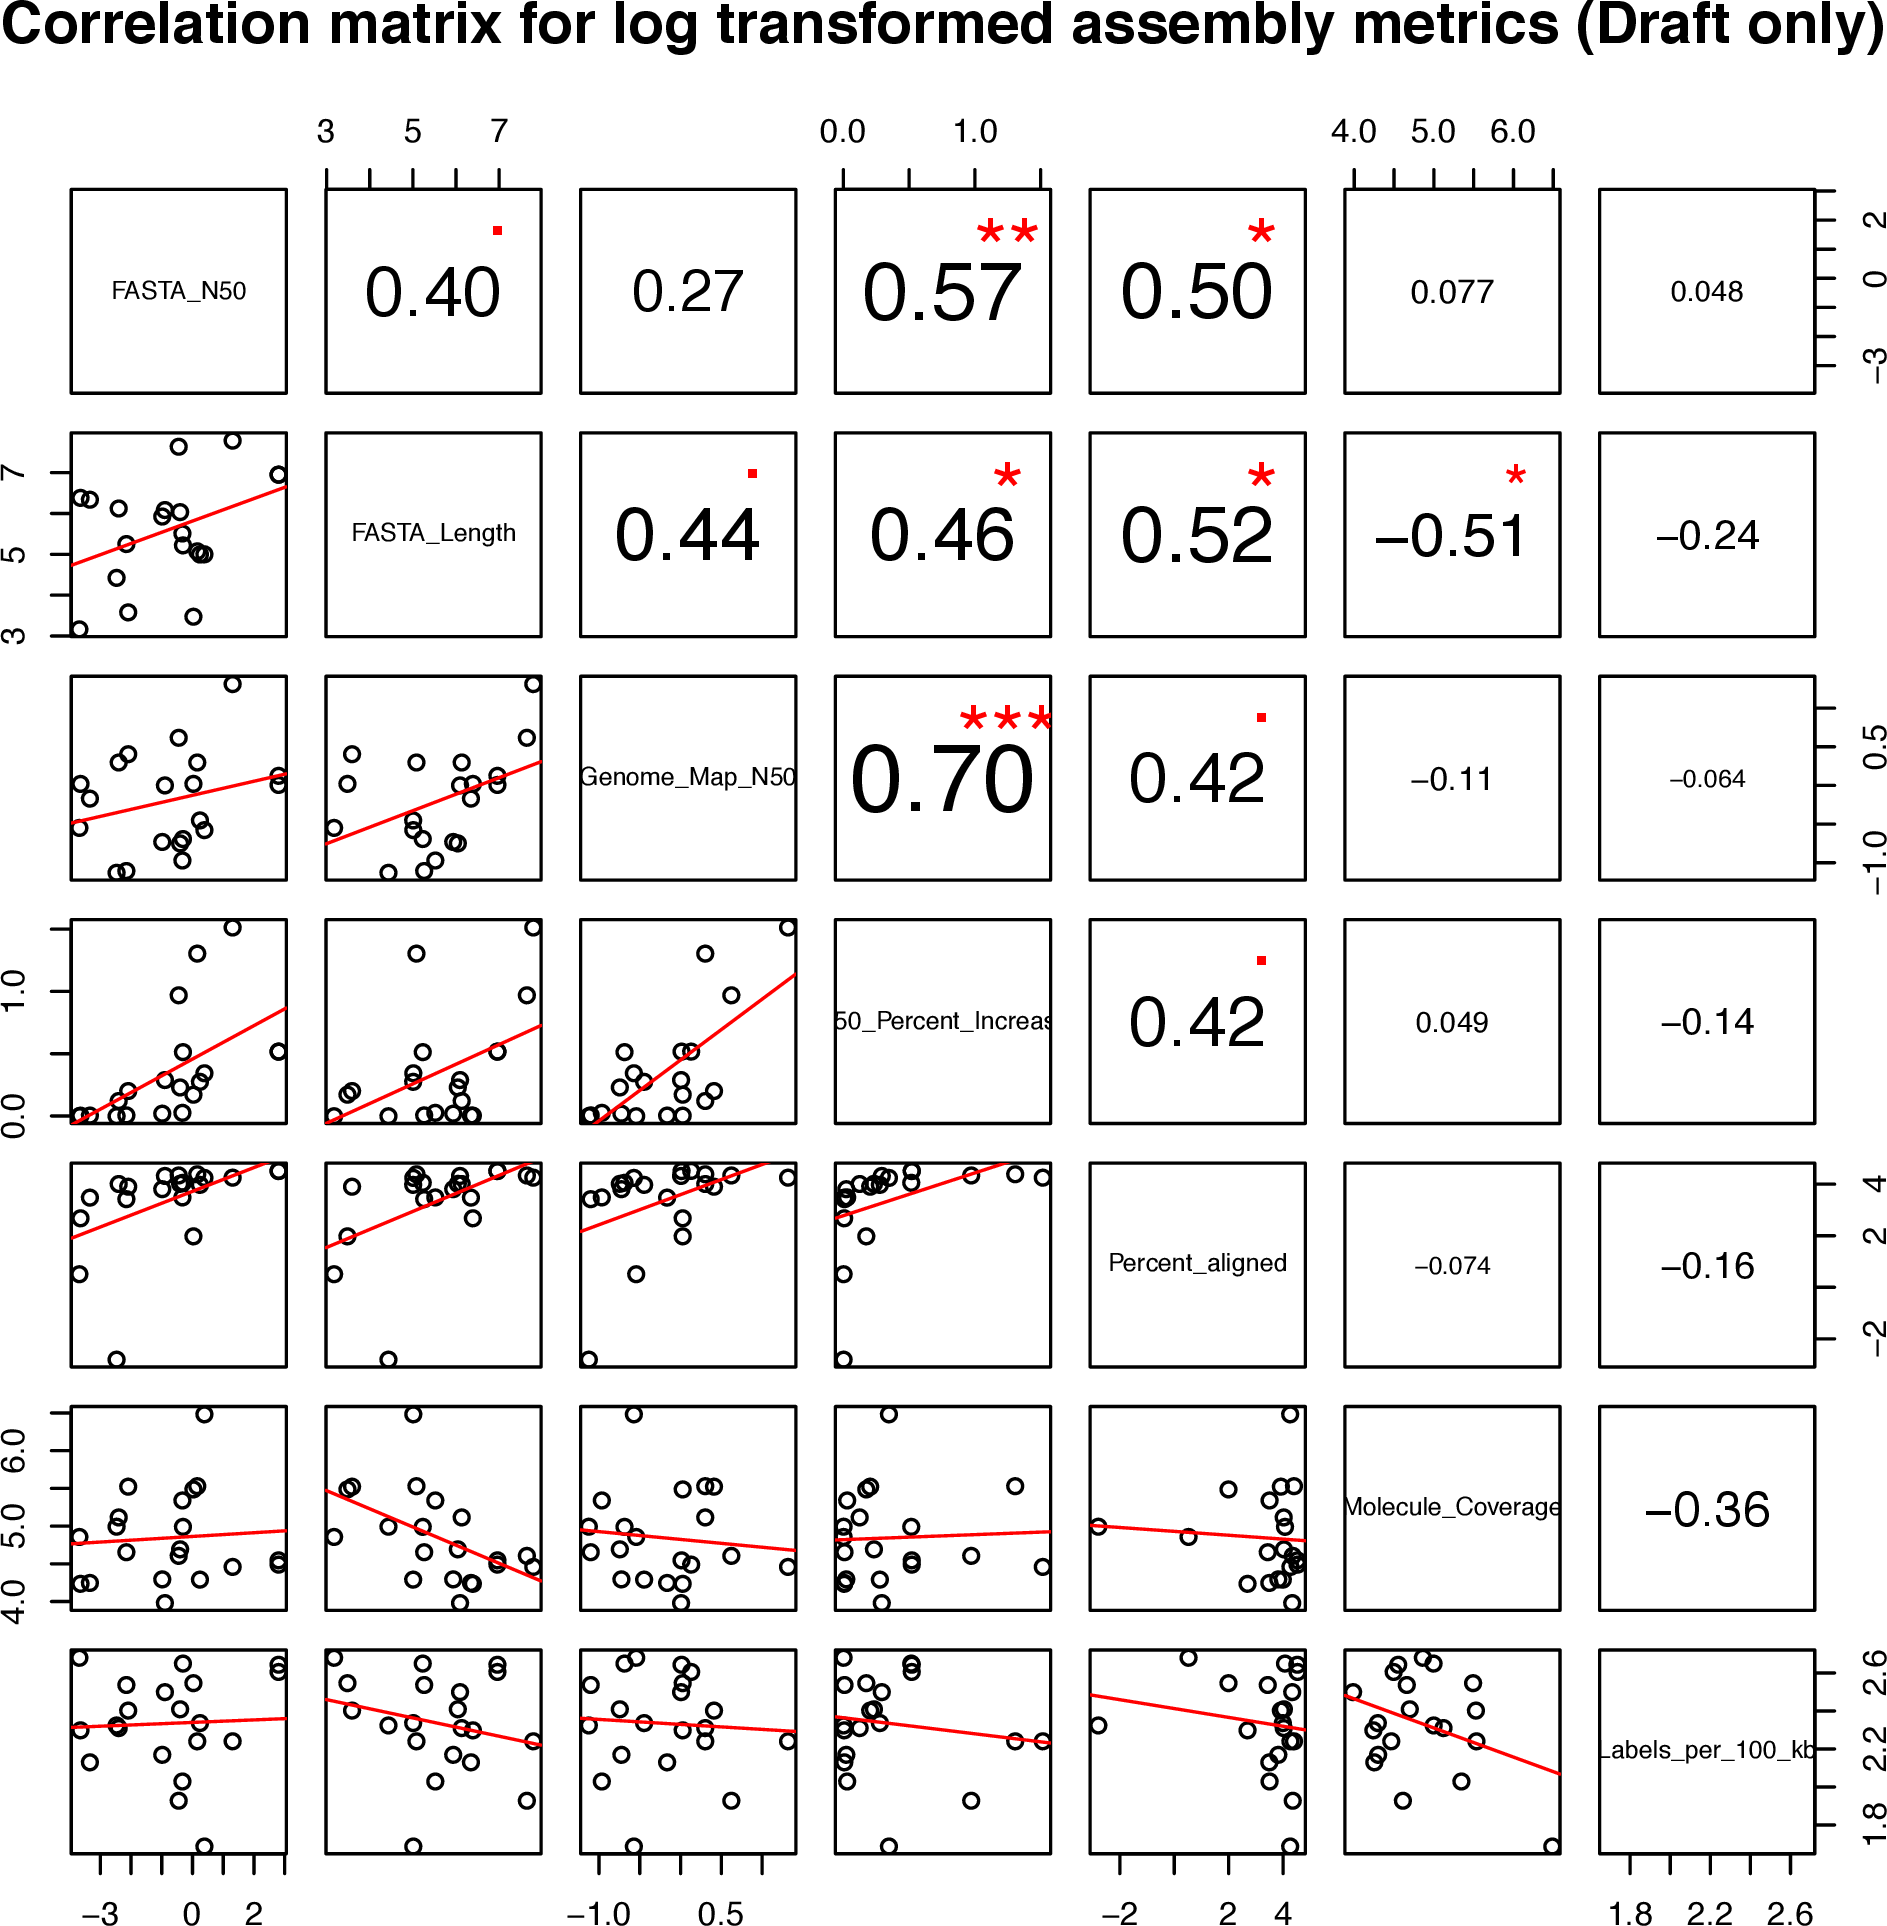 Correlation matrix for log transformed assembly metrics (Draft only)
3 5 7 0.0 1.0 4.0 5.0 6.0
FASTA_N50 0.40 0.27 ** 0.57 * 0.50 0.077 0.048 −3 0 2
3 5 7 FASTA_Length 0.44 * 0.46 * 0.52 * −0.51 −0.24
Genome_Map_N50 *** 0.70 0.42 −0.11 −0.064 −1.0 0.5
0.0 1.0 50_Percent_Increas 0.42 0.049 −0.14
Percent_aligned −0.074 −0.16 −2 2 4
4.0 5.0 6.0 Molecule_Coverage −0.36
Labels_per_100_kb 1.8 2.2 2.6
−3 0 2 −1.0 0.5 −2 2 4 1.8 2.2 2.6